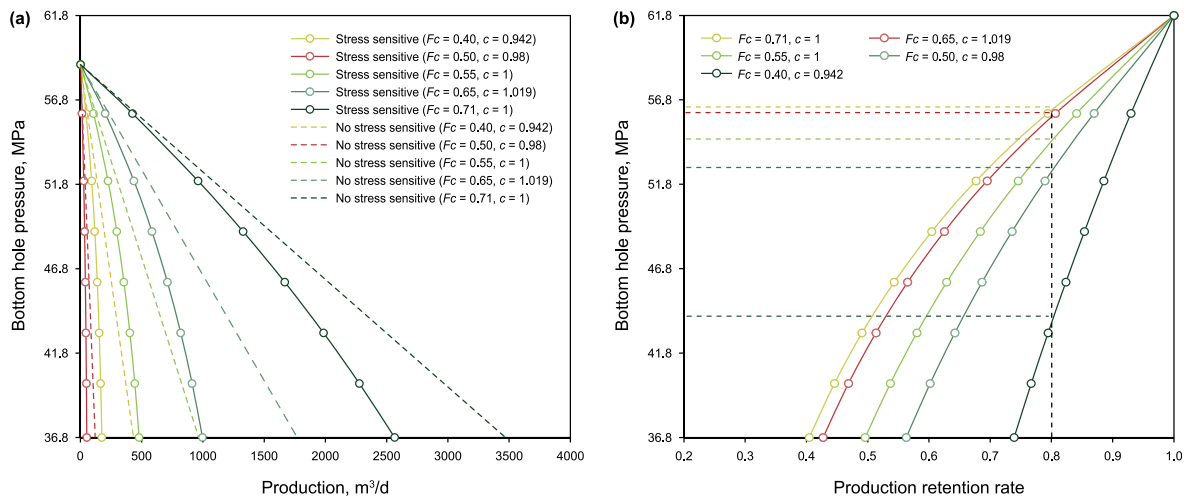 (a)
61.8
56.8
51.8
46.8
41.8
36.8
Bottom hole pressure, MPa
0
500
1000
1500
2000
2500
3000
3500
4000
Production, m³/d
Stress sensitive (Fc = 0.40, c = 0.942)
Stress sensitive (Fc = 0.50, c = 0.98)
Stress sensitive (Fc = 0.55, c = 1)
Stress sensitive (Fc = 0.65, c = 1.019)
Stress sensitive (Fc = 0.71, c = 1)
No stress sensitive (Fc = 0.40, c = 0.942)
No stress sensitive (Fc = 0.50, c = 0.98)
No stress sensitive (Fc = 0.55, c = 1)
No stress sensitive (Fc = 0.65, c = 1.019)
No stress sensitive (Fc = 0.71, c = 1)
(b)
61.8
56.8
51.8
46.8
41.8
36.8
Bottom hole pressure, MPa
0.2
0.3
0.4
0.5
0.6
0.7
0.8
0.9
1.0
Production retention rate
Fc = 0.71, c = 1
Fc = 0.65, c = 1.019
Fc = 0.55, c = 1
Fc = 0.50, c = 0.98
Fc = 0.40, c = 0.942